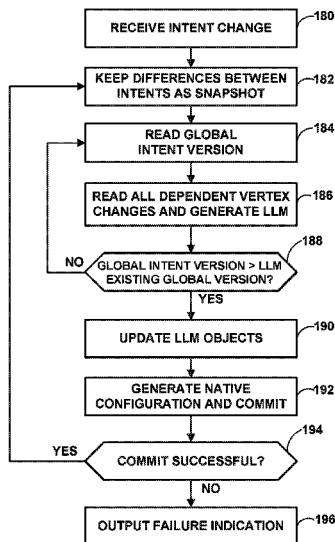 RECEIVE INTENT CHANGE
180
KEEP DIFFERENCES BETWEEN
INTENTS AS SNAPSHOT
182
READ GLOBAL
INTENT VERSION
184
READ ALL DEPENDENT VERTEX
CHANGES AND GENERATE LLM
186
188
NO
GLOBAL INTENT VERSION > LLM
EXISTING GLOBAL VERSION?
YES
UPDATE LLM OBJECTS
190
GENERATE NATIVE
CONFIGURATION AND COMMIT
192
194
YES
COMMIT SUCCESSFUL?
NO
OUTPUT FAILURE INDICATION
196